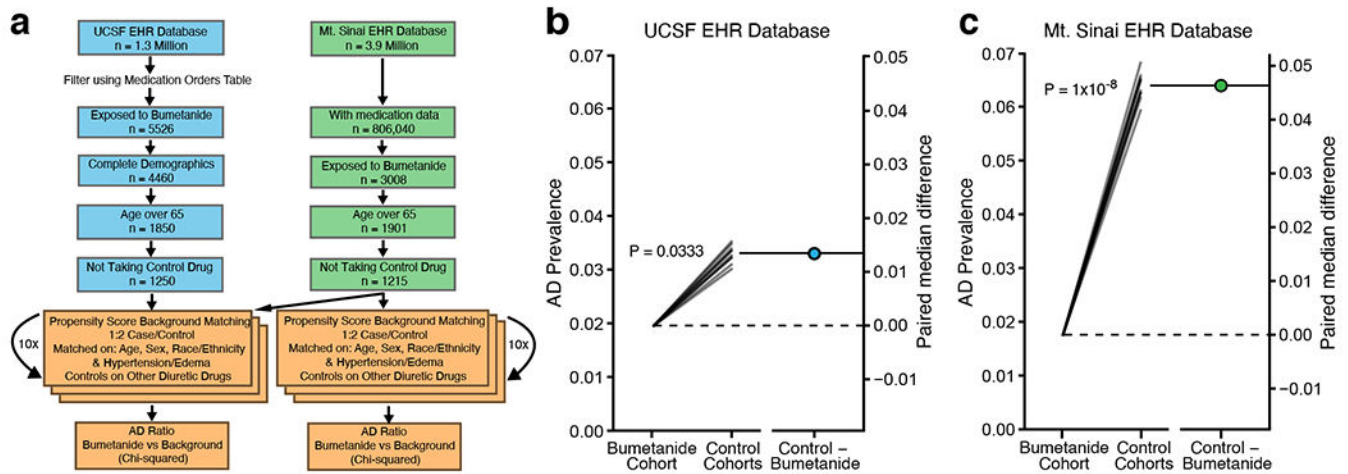 a
UCSF EHR Database
n = 1.3 Million
Filter using Medication Orders Table
Exposed to Bumetanide
n = 5526
Complete Demographics
n = 4460
Age over 65
n = 1850
Not Taking Control Drug
n = 1250
10x
Propensity Score Background Matching
1:2 Case/Control
Matched on: Age, Sex, Race/Ethnicity
& Hypertension/Edema
Controls on Other Diuretic Drugs
AD Ratio
Bumetanide vs Background
(Chi-squared)
Mt. Sinai EHR Database
n = 3.9 Million
With medication data
n = 806,040
Exposed to Bumetanide
n = 3008
Age over 65
n = 1901
Not Taking Control Drug
n = 1215
Propensity Score Background Matching
1:2 Case/Control
Matched on: Age, Sex, Race/Ethnicity
& Hypertension/Edema
Controls on Other Diuretic Drugs
10x
AD Ratio
Bumetanide vs Background
(Chi-squared)
b
UCSF EHR Database
AD Prevalence
0.07
0.06
0.05
0.04
0.03
0.02
0.01
0.00
P = 0.0333
Bumetanide
Cohort
Control
Cohorts
Control –
Bumetanide
0.05
0.04
0.03
0.02
0.01
0.00
−0.01
Paired median difference
c
Mt. Sinai EHR Database
AD Prevalence
0.07
0.06
0.05
0.04
0.03
0.02
0.01
0.00
P = 1x10⁻⁸
Bumetanide
Cohort
Control
Cohorts
Control –
Bumetanide
0.05
0.04
0.03
0.02
0.01
0.00
−0.01
Paired median difference